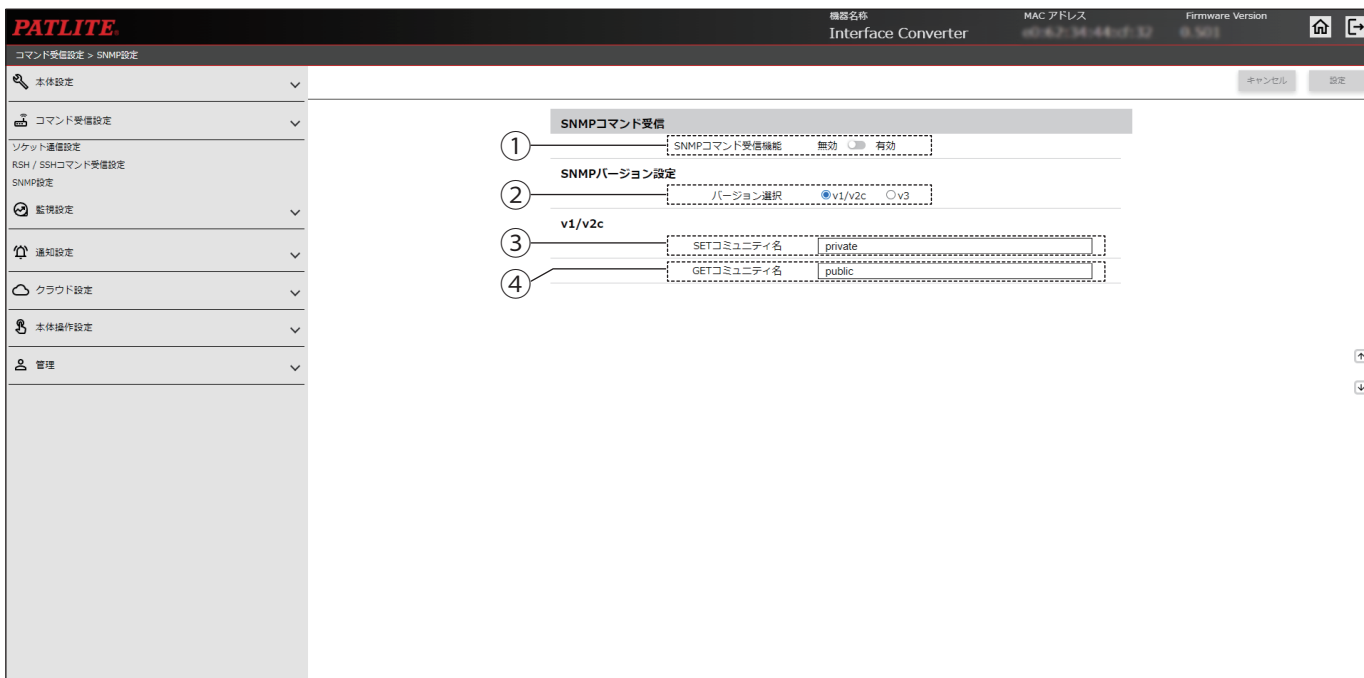 PATLITE
機器名称
Interface Converter
MAC アドレス
Firmware Version
0.501
コマンド受信設定 > SNMP設定
本体設定
コマンド受信設定
ソケット通信設定
RSH / SSHコマンド受信設定
SNMP設定
監視設定
通知設定
クラウド設定
本体操作設定
管理
キャンセル 設定
SNMPコマンド受信
① SNMPコマンド受信機能 無効 有効
SNMPバージョン設定
② バージョン選択 v1/v2c v3
v1/v2c
③ SETコミュニティ名 private
④ GETコミュニティ名 public